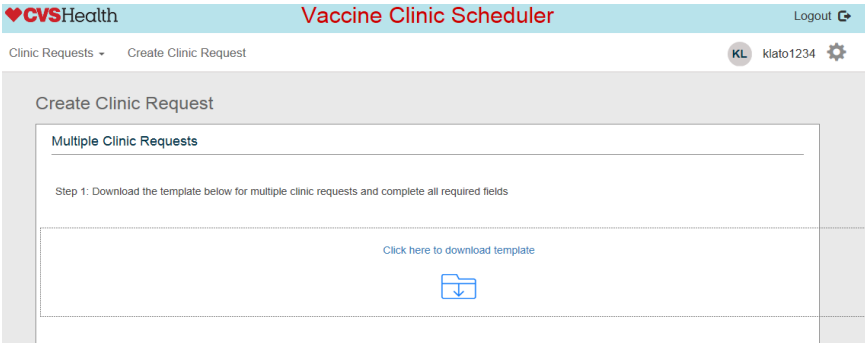 CVSHealth
Vaccine Clinic Scheduler
Logout
Clinic Requests
Create Clinic Request
KL
klato1234
Create Clinic Request
Multiple Clinic Requests
Step 1: Download the template below for multiple clinic requests and complete all required fields
Click here to download template